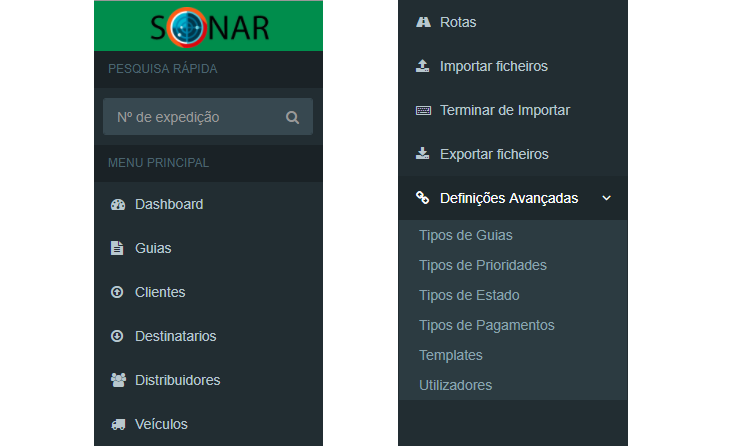 SONAR
PESQUISA RÁPIDA
Nº de expedição
MENU PRINCIPAL
Dashboard
Guias
Clientes
Destinatarios
Distribuidores
Veículos
Rotas
Importar ficheiros
Terminar de Importar
Exportar ficheiros
Definições Avançadas
Tipos de Guias
Tipos de Prioridades
Tipos de Estado
Tipos de Pagamentos
Templates
Utilizadores